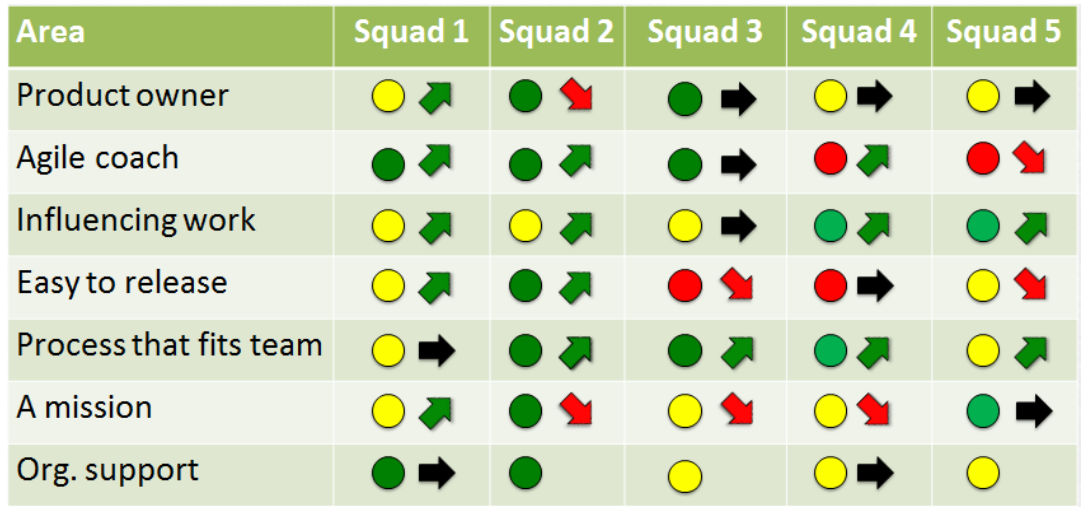 Area Squad 1 Squad 2 Squad 3 Squad 4 Squad 5
Product owner
Agile coach
Influencing work
Easy to release
Process that fits team
A mission
Org. support